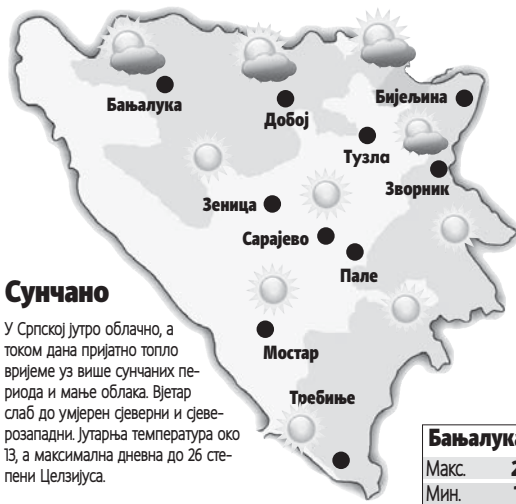 Бањалука
Добој
Бијељина
Тузла
Зворник
Зеница
Сарајево
Пале
Мостар
Требиње
Сунчано
У Српској јутро облачно, а
током дана пријатно топло
вријеме уз више сунчаних пе-
риода и мање облака. Вјетар
слаб до умјерен сјеверни и сјеве-
розападни. Јутарња температура око
13, а максимална дневна до 26 сте-
пени Целзијуса.
Бањалука
Макс.
Мин.